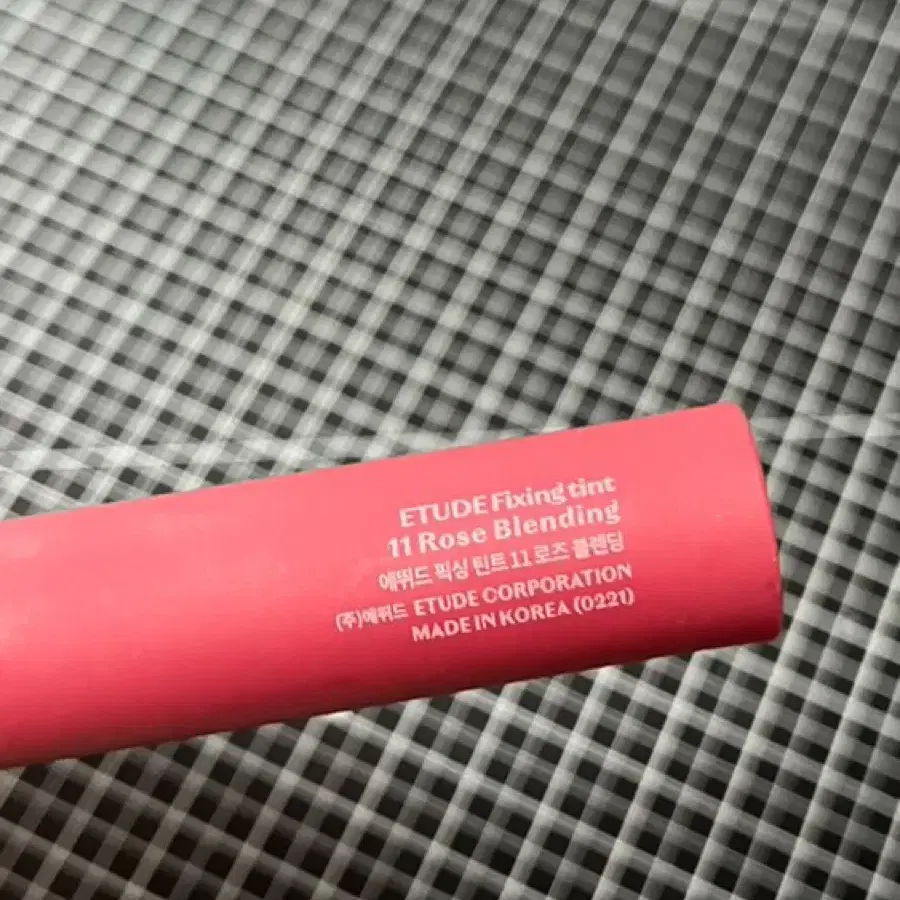 ETUDE Fixing tint
11 Rose Blending
에뛰드 픽싱 틴트 11 로즈 블렌딩
(주)에뛰드 ETUDE CORPORATION
MADE IN KOREA (0221)